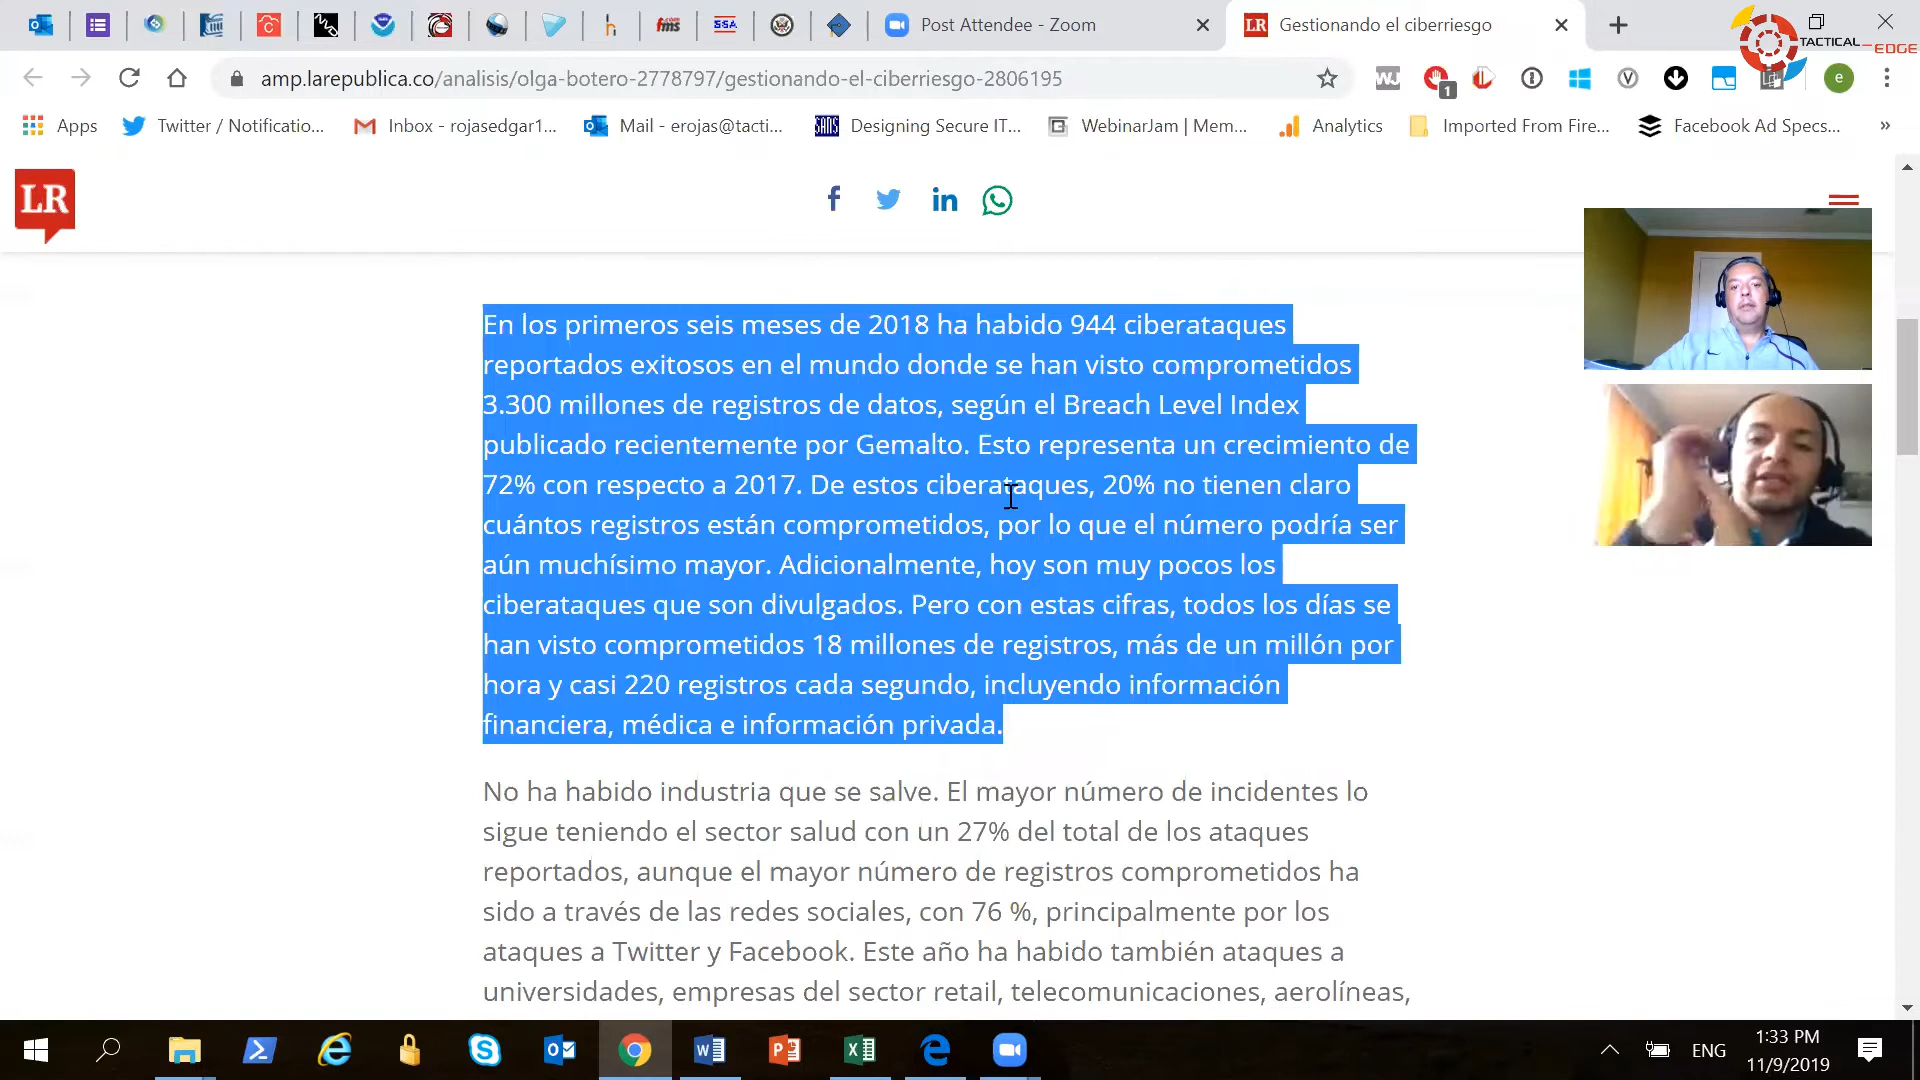 SSA
fms
Post Attendee - Zoom
LR
Gestionando el ciberriesgo
TACTICAL_EDGE
amp.larepublica.co/analisis/olga-botero-2778797/gestionando-el-ciberriesgo-2806195
WJ
1
V
e
Apps
Twitter / Notificatio...
Inbox - rojasedgar1...
Mail - erojas@tacti...
SANS
Designing Secure IT...
WebinarJam | Mem...
Analytics
Imported From Fire...
Facebook Ad Specs...
»
LR
f
in
En los primeros seis meses de 2018 ha habido 944 ciberataques
reportados exitosos en el mundo donde se han visto comprometidos
3.300 millones de registros de datos, según el Breach Level Index
publicado recientemente por Gemalto. Esto representa un crecimiento de
72% con respecto a 2017. De estos ciberataques, 20% no tienen claro
cuántos registros están comprometidos, por lo que el número podría ser
aún muchísimo mayor. Adicionalmente, hoy son muy pocos los
ciberataques que son divulgados. Pero con estas cifras, todos los días se
han visto comprometidos 18 millones de registros, más de un millón por
hora y casi 220 registros cada segundo, incluyendo información
financiera, médica e información privada.
No ha habido industria que se salve. El mayor número de incidentes lo
sigue teniendo el sector salud con un 27% del total de los ataques
reportados, aunque el mayor número de registros comprometidos ha
sido a través de las redes sociales, con 76 %, principalmente por los
ataques a Twitter y Facebook. Este año ha habido también ataques a
universidades, empresas del sector retail, telecomunicaciones, aerolíneas,
ENG
1:33 PM
11/9/2019